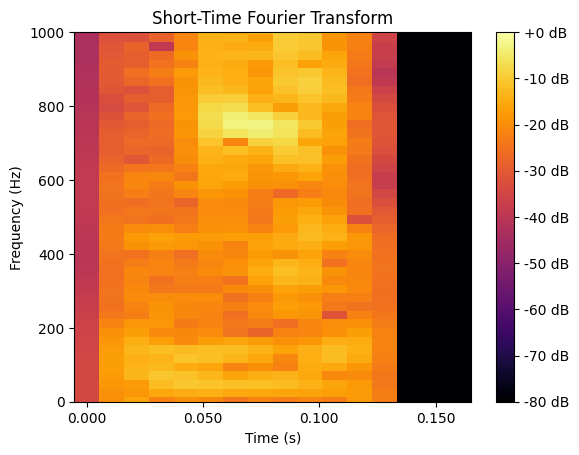 Short-Time Fourier Transform
Frequency (Hz)
1000
800
600
400
200
0
0.000
0.050
0.100
0.150
Time (s)
+0 dB
-10 dB
-20 dB
-30 dB
-40 dB
-50 dB
-60 dB
-70 dB
-80 dB